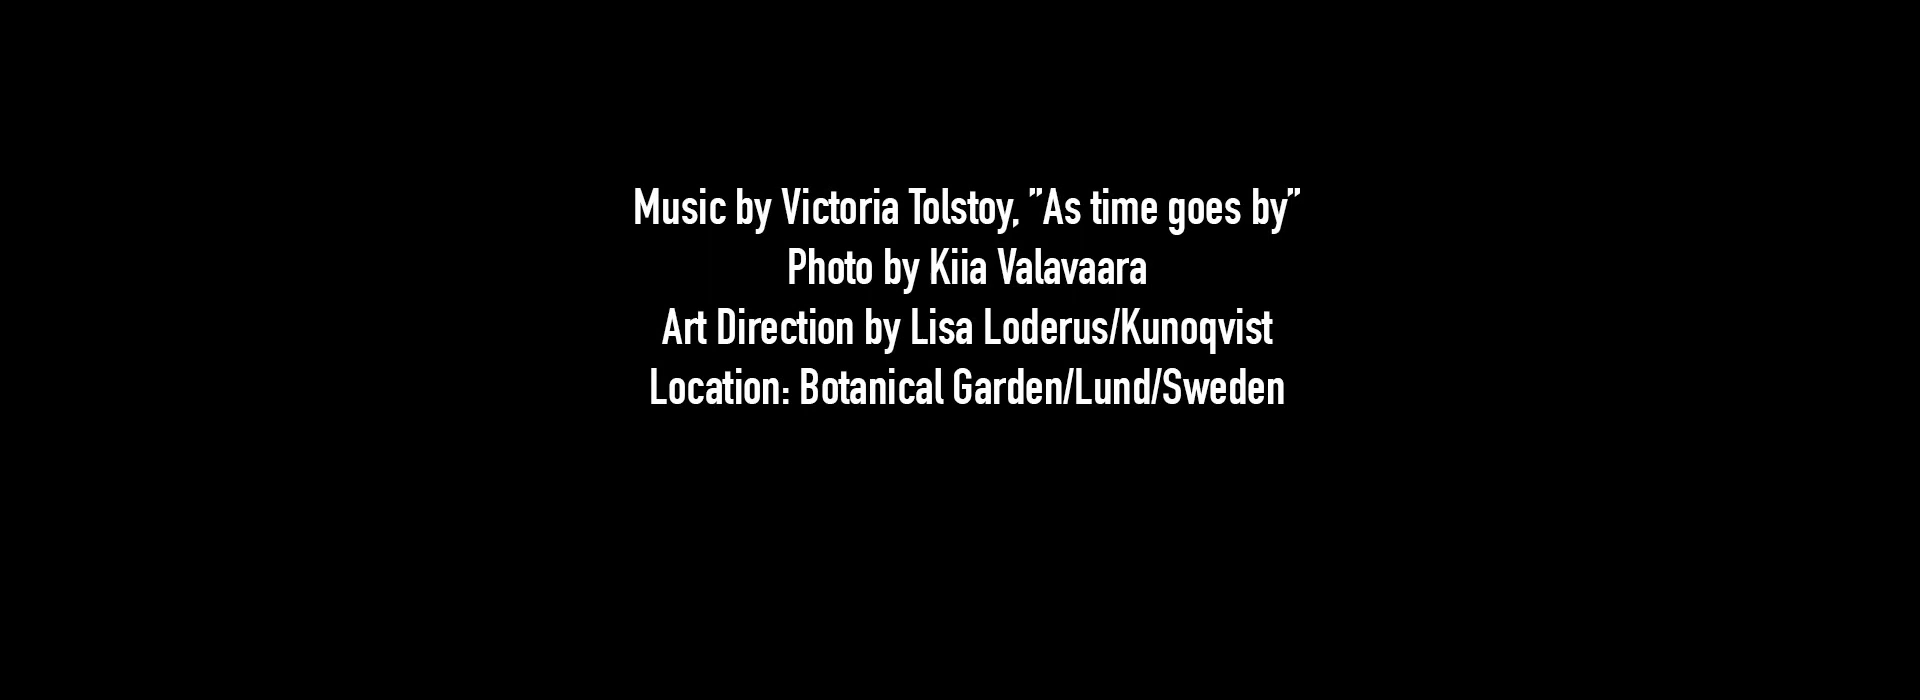 Music by Victoria Tolstoy, ”As time goes by”
Photo by Kiia Valavaara
Art Direction by Lisa Loderus/Kunoqvist
Location: Botanical Garden/Lund/Sweden